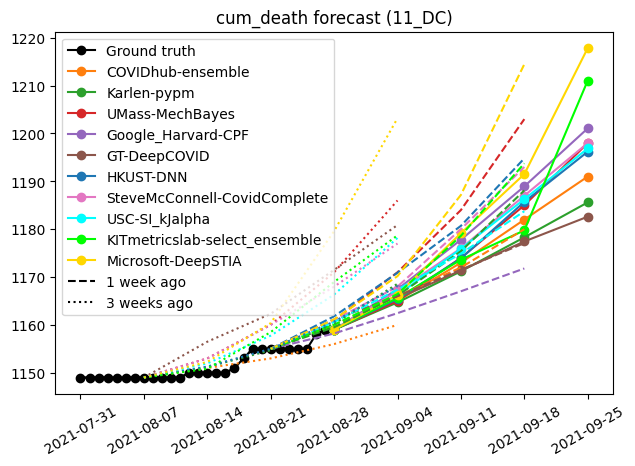 cum_death forecast (11_DC)
1220
1210
1200
1190
1180
1170
1160
1150
Ground truth
COVIDhub-ensemble
Karlen-pypm
UMass-MechBayes
Google_Harvard-CPF
GT-DeepCOVID
HKUST-DNN
SteveMcConnell-CovidComplete
USC-SI_kJalpha
KITmetricslab-select_ensemble
Microsoft-DeepSTIA
1 week ago
3 weeks ago
2021-07-31
2021-08-07
2021-08-14
2021-08-21
2021-08-28
2021-09-04
2021-09-11
2021-09-18
2021-09-25